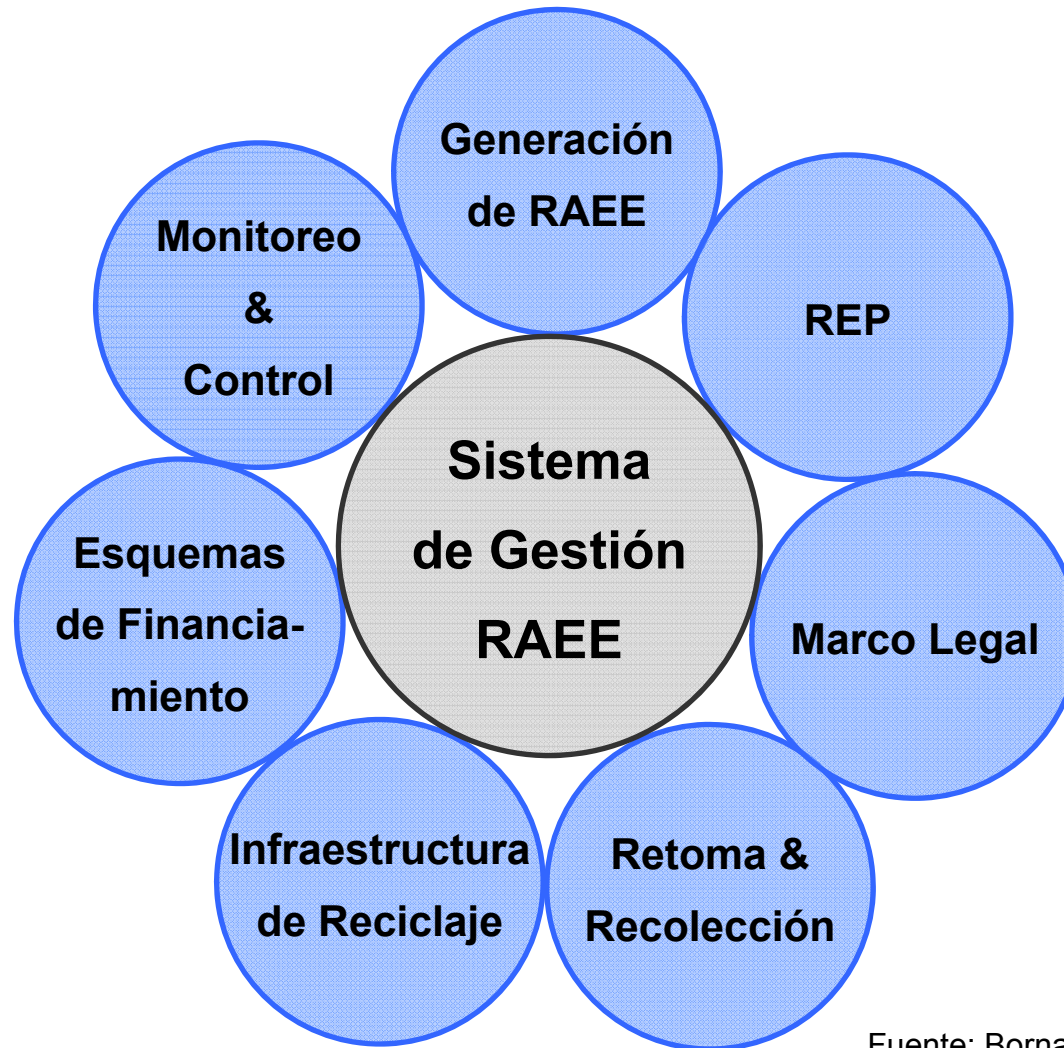 Generación
de RAEE
REP
Marco Legal
Retoma &
Recolección
Infraestructura
de Reciclaje
Esquemas
de Financia-
miento
Monitoreo
&
Control
Sistema
de Gestión
RAEE
Fuente: